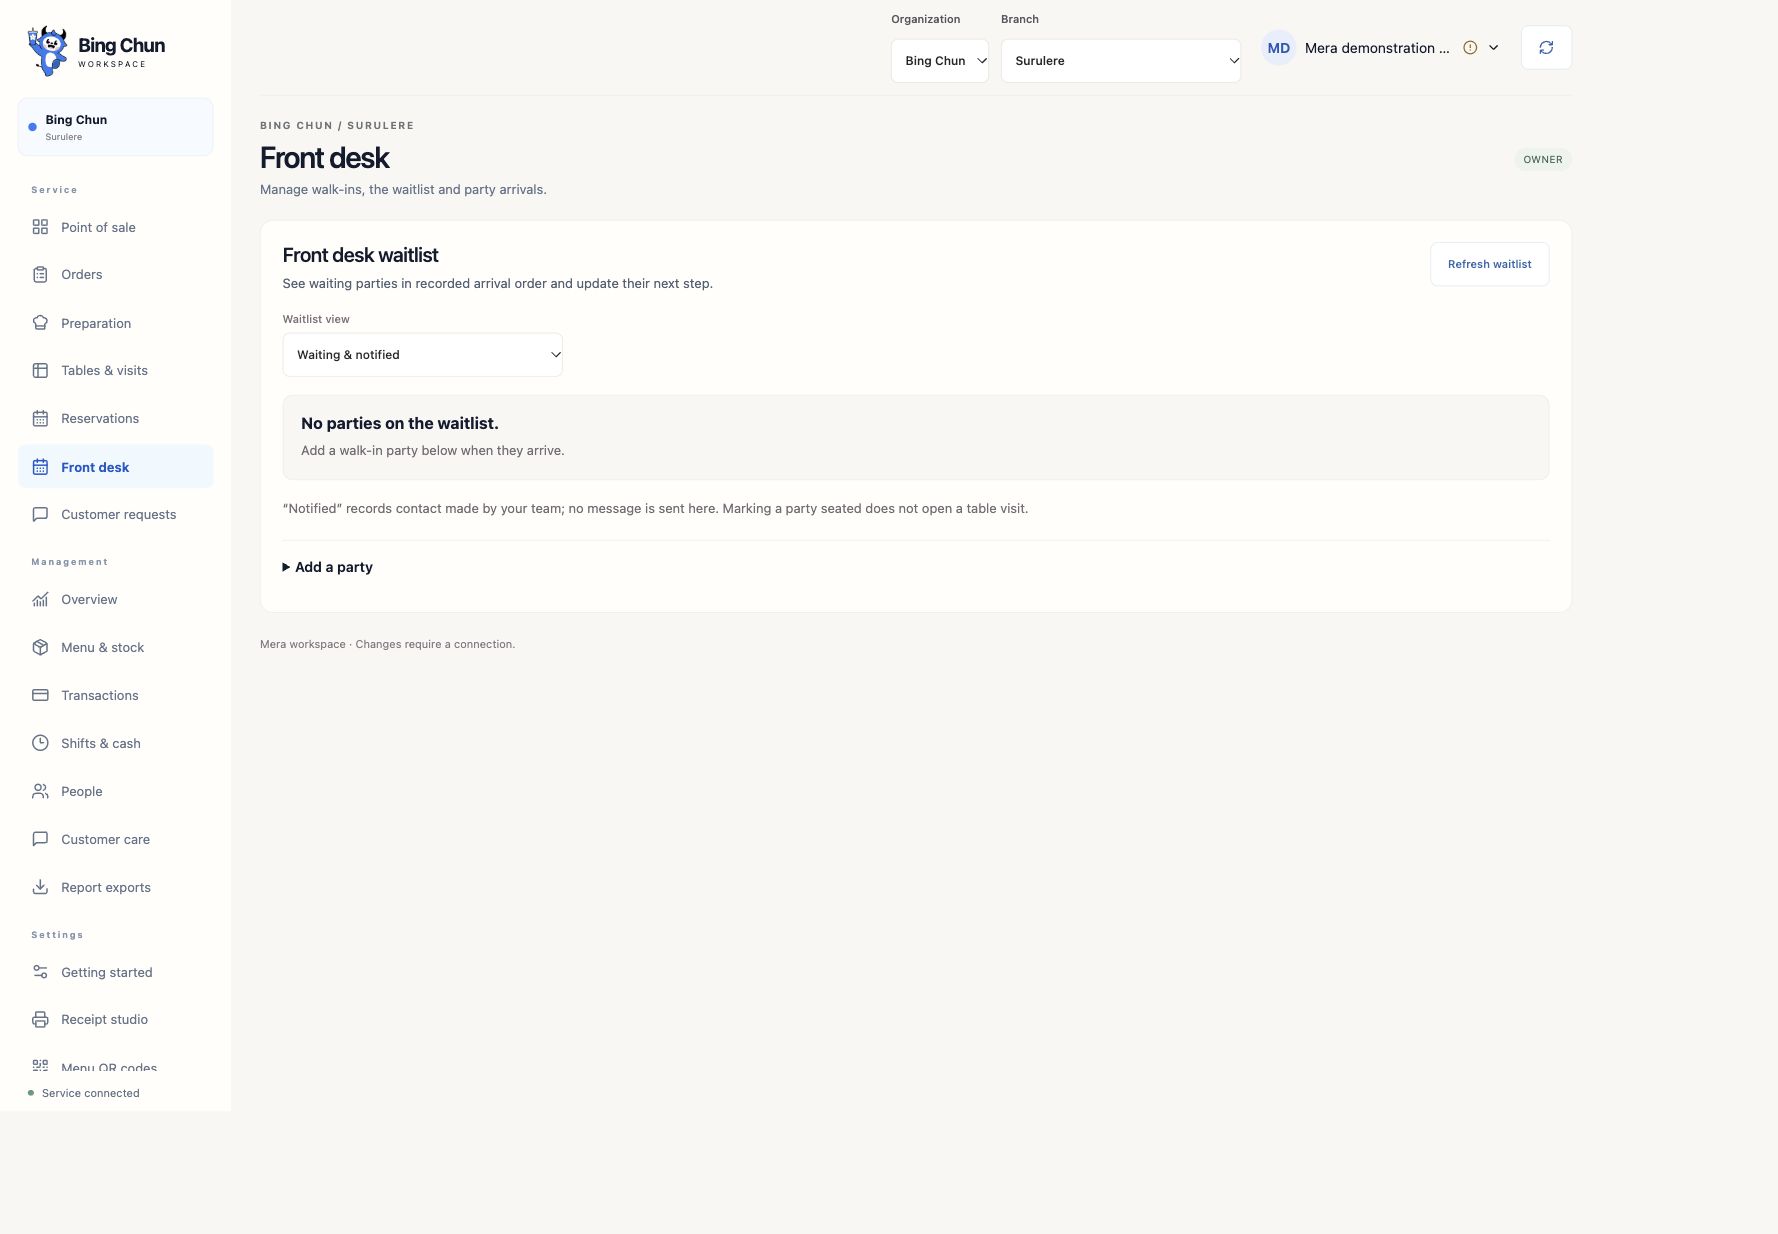 Bing Chun
WORKSPACE
Bing Chun
Surulere
Service
Point of sale
Orders
Preparation
Tables & visits
Reservations
Front desk
Customer requests
Management
Overview
Menu & stock
Transactions
Shifts & cash
People
Customer care
Report exports
Settings
Getting started
Receipt studio
Menu QR codes
Service connected
Organization
Branch
Bing Chun
Surulere
MD
Mera demonstration ...
BING CHUN / SURULERE
Front desk
OWNER
Manage walk-ins, the waitlist and party arrivals.
Front desk waitlist
Refresh waitlist
See waiting parties in recorded arrival order and update their next step.
Waitlist view
Waiting & notified
No parties on the waitlist.
Add a walk-in party below when they arrive.
“Notified” records contact made by your team; no message is sent here. Marking a party seated does not open a table visit.
Add a party
Mera workspace · Changes require a connection.